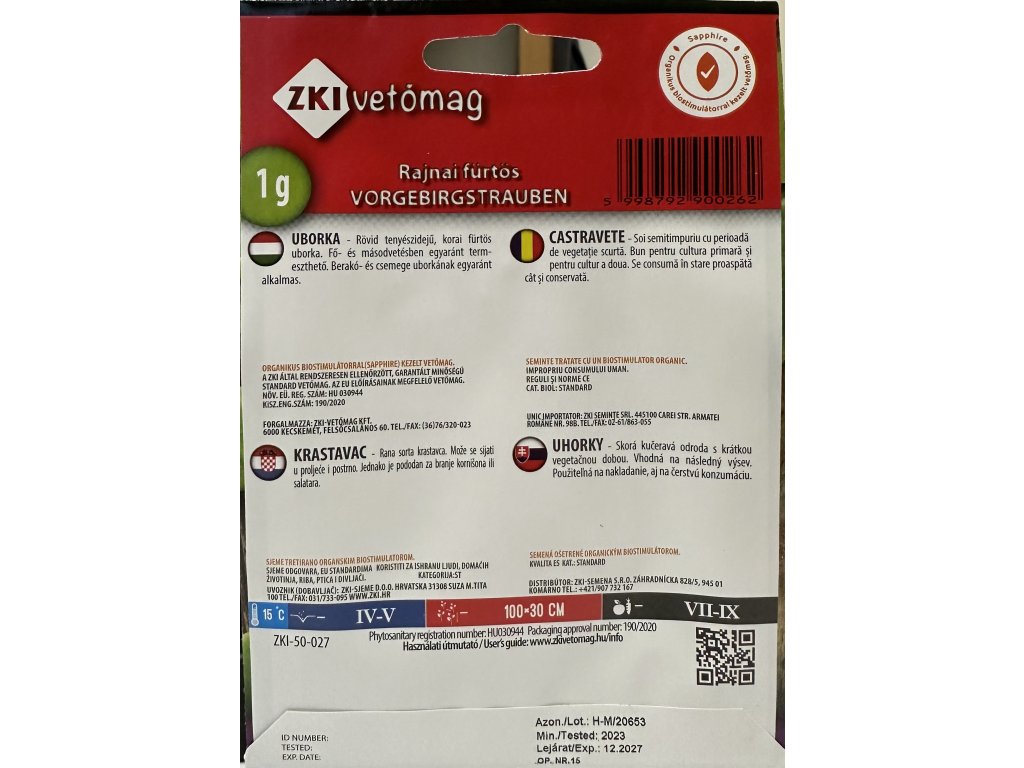 Sapphire
Organikus biostimulátorral kezelt vetőmag
ZKI vetőmag
1 g
Rajnai fürtös
VORGEBIRGSTRAUBEN
5 998792 900262
UBORKA - Rövid tenyészidejű, korai fürtös
uborka. Fő- és másodvetésben egyaránt term-
eszthető. Berakó- és csemege uborkának egyaránt
alkalmas.
CASTRAVETE - Soi semitimpuriu cu perioadă
de vegetație scurtă. Bun pentru cultura primară și
pentru cultur a doua. Se consumă în stare proaspătă
cât și conservată.
ORGANIKUS BIOSTIMULÁTORRAL(SAPPHIRE) KEZELT VETŐMAG.
A ZKI ÁLTAL RENDSZERESEN ELLENŐRZÖTT, GARANTÁLT MINŐSÉGŰ
STANDARD VETŐMAG. AZ EU ELŐÍRÁSAINAK MEGFELELŐ VETŐMAG.
NÖV. EÜ. REG. SZÁM: HU 030944
KISZ.ENG.SZÁM: 190/2020
FORGALMAZZA: ZKI-VETŐMAG KFT.
6000 KECSKEMÉT, FELSŐCSALÁNOS 60. TEL./FAX: (36)76/320-023
SEMINTE TRATATE CU UN BIOSTIMULATOR ORGANIC.
IMPROPRIU CONSUMULUI UMAN.
REGULI ȘI NORME CE
CAT. BIOL: STANDARD
UNIC IMPORTATOR: ZKI SEMINȚE SRL. 445100 CAREI STR. ARMATEI
ROMÂNE NR. 98B. TEL./FAX: 02-61/863-055
KRASTAVAC - Rana sorta krastavca. Može se sijati
u proljeće i postrno. Jednako je pododan za branje kornišona ili
salatara.
UHORKY - Skorá kučeravá odroda s krátkou
vegetačnou dobou. Vhodná na následný výsev.
Použiteľná na nakladanie, aj na čerstvú konzumáciu.
SJEME TRETIRANO ORGANSKIM BIOSTIMULATOROM.
SJEME ODGOVARA, EU STANDARDIMA KORISTITI ZA ISHRANU LJUDI, DOMAĆIH
ŽIVOTINJA, RIBA, PTICA I DIVLJAČI. KATEGORIJA:ST
UVOZNIK (DOBAVLJAČ): ZKI-SJEME D.O.O. HRVATSKA 31308 SUZA M.TITA
100 TEL./FAX: 031/733-095 WWW.ZKI.HR
SEMENÁ OŠETRENÉ ORGANICKÝM BIOSTIMULÁTOROM.
KVALITA ES KAT.: STANDARD
DISTRIBÚTOR: ZKI-SEMENA S.R.O. ZÁHRADNÍCKA 828/5, 945 01
KOMÁRNO TEL.: +421/907 732 167
15 °C IV-V 100×30 CM VII-IX
ZKI-50-027
Phytosanitary registration number: HU030944 Packaging approval number: 190/2020
Használati útmutató / User's guide: www.zkivetomag.hu/info
ID NUMBER:
TESTED:
EXP. DATE:
Azon./Lot.: H-M/20653
Min./Tested: 2023
Lejárat/Exp.: 12.2027
OP. NR.15